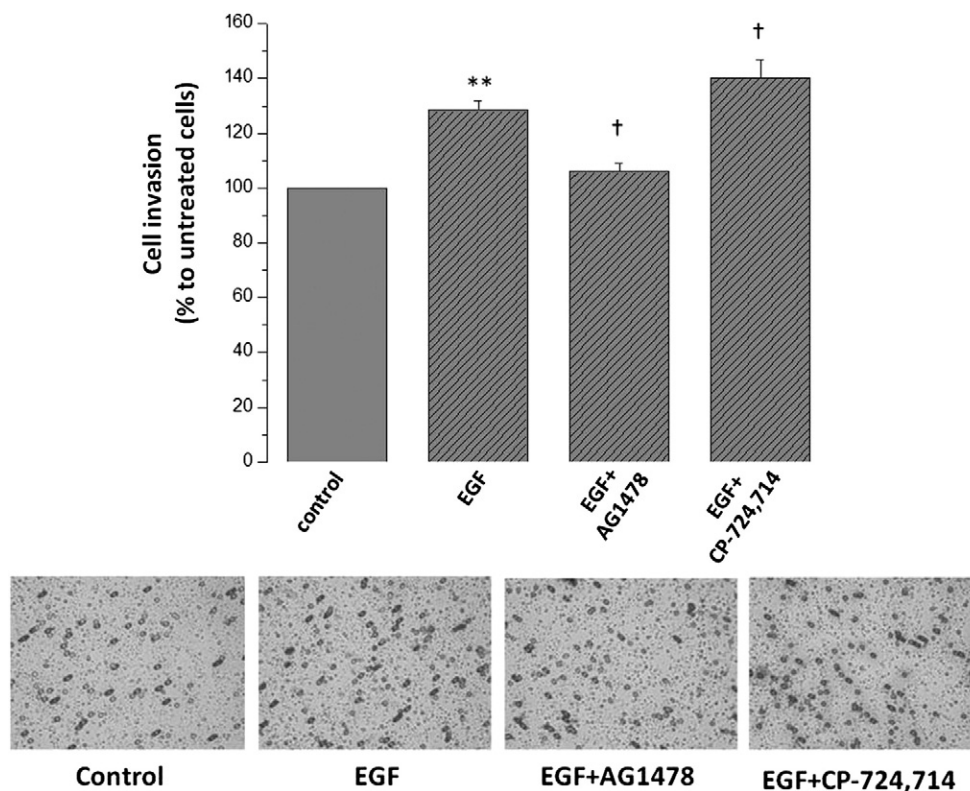 160
140
120
100
80
60
40
20
0
Cell invasion
(% to untreated cells)
**
†
†
control
EGF
EGF+
AG1478
EGF+
CP-724,714
Control
EGF
EGF+AG1478
EGF+CP-724,714